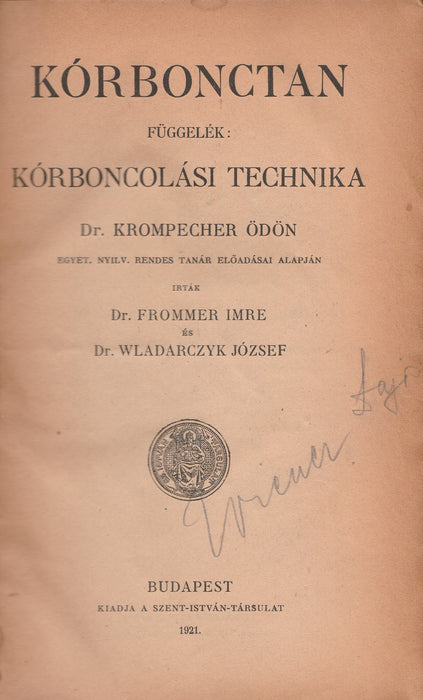 KÓRBONCTAN
FÜGGELÉK:
KÓRBONCOLÁSI TECHNIKA
Dr. KROMPECHER ÖDÖN
EGYET. NYILV. RENDES TANÁR ELŐADÁSAI ALAPJÁN
IRTÁK
Dr. FROMMER IMRE
ÉS
Dr. WLADARCZYK JÓZSEF
Wiener
BUDAPEST
KIADJA A SZENT-ISTVÁN-TÁRSULAT
1921.